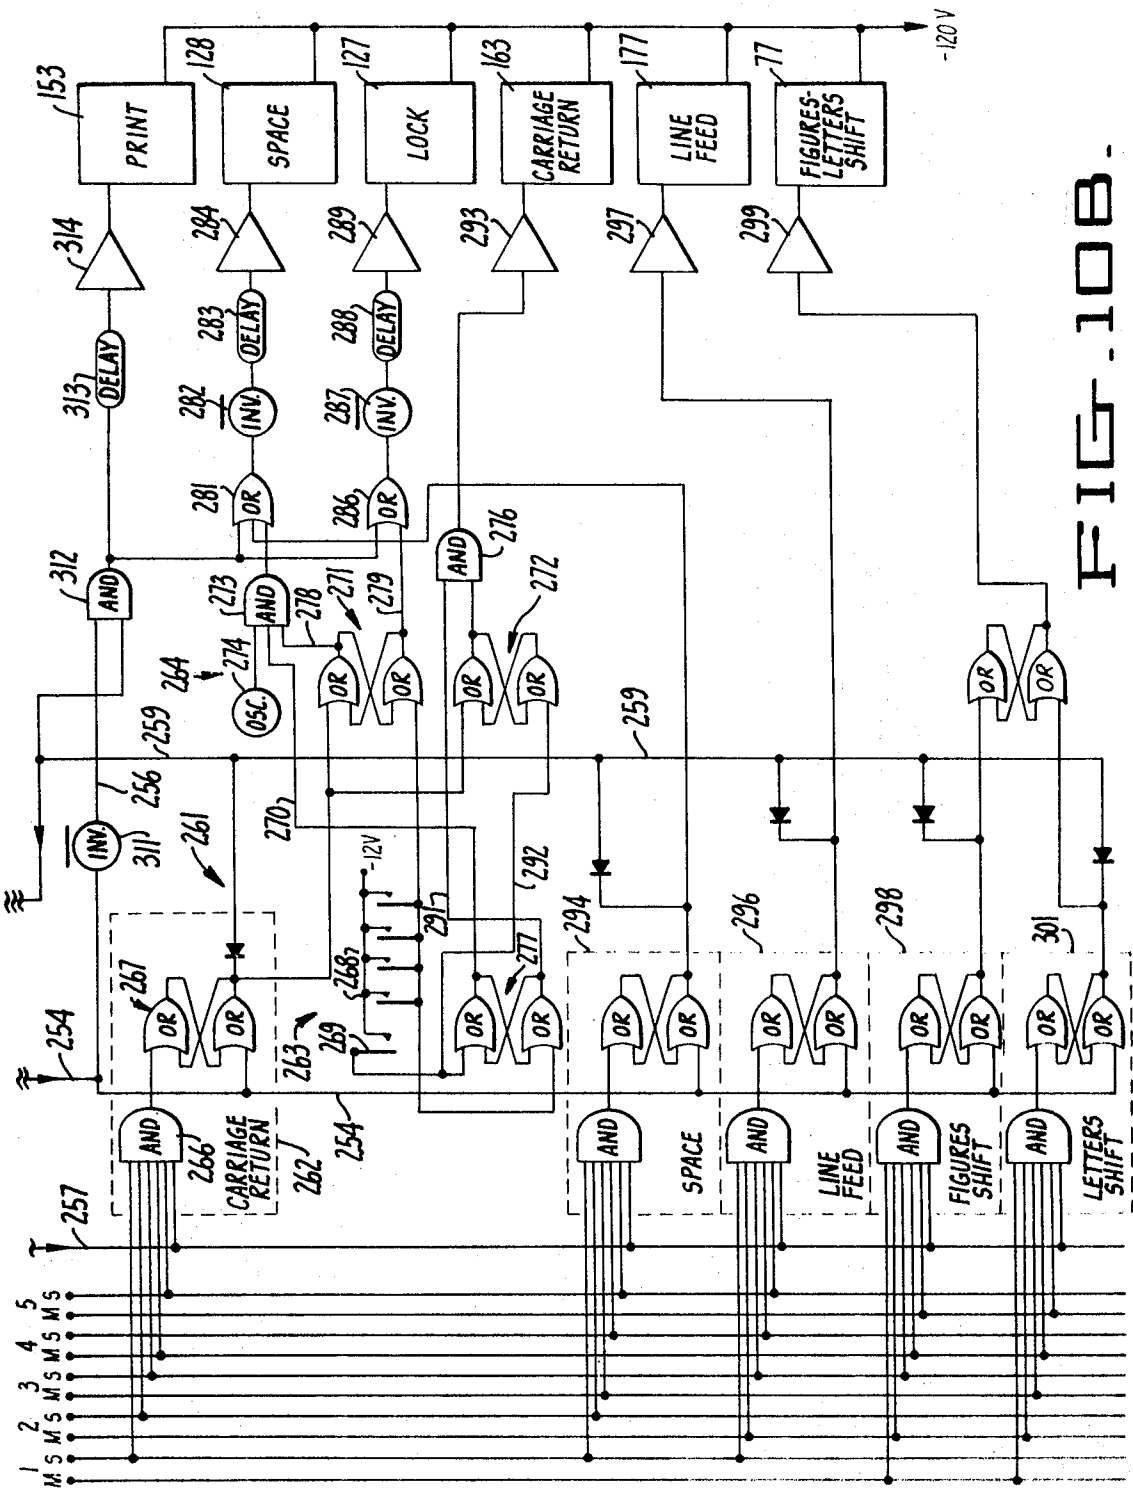 153
PRINT
128
SPACE
127
LOCK
163
CARRIAGE
RETURN
177
LINE
FEED
77
FIGURES-
LETTERS
SHIFT
-120 V
314
284
289
293
297
299
313
DELAY
283
DELAY
288
DELAY
282
INV.
287
INV.
281
OR
286
OR
312
AND
273
AND
264
274
OSC.
271
278
279
OR
OR
276
AND
272
OR
OR
OR
OR
259
259
256
311
INV.
261
270
-12V
292
291
268
263
269
277
OR
OR
254
254
267
OR
OR
AND
266
CARRIAGE
RETURN
262
294
OR
OR
AND
SPACE
296
OR
OR
AND
LINE
FEED
298
OR
OR
AND
FIGURES
SHIFT
301
OR
OR
AND
LETTERS
SHIFT
257
1 2 3 4 5
M S M S M S M S M S
FIG. 10B.